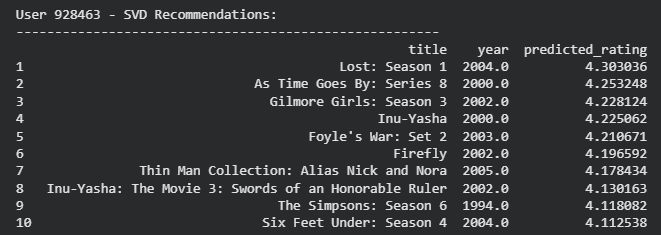 User 928463 - SVD Recommendations:
-------------------------------------------------------
title year predicted_rating
1 Lost: Season 1 2004.0 4.303036
2 As Time Goes By: Series 8 2000.0 4.253248
3 Gilmore Girls: Season 3 2002.0 4.228124
4 Inu-Yasha 2000.0 4.225062
5 Foyle's War: Set 2 2003.0 4.210671
6 Firefly 2002.0 4.196592
7 Thin Man Collection: Alias Nick and Nora 2005.0 4.178434
8 Inu-Yasha: The Movie 3: Swords of an Honorable Ruler 2002.0 4.130163
9 The Simpsons: Season 6 1994.0 4.118082
10 Six Feet Under: Season 4 2004.0 4.112538